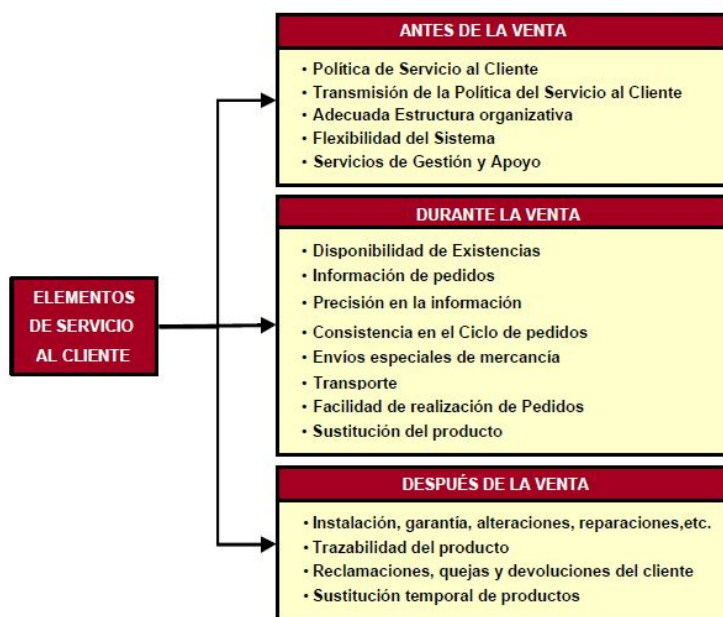 ANTES DE LA VENTA
• Política de Servicio al Cliente
• Transmisión de la Política del Servicio al Cliente
• Adecuada Estructura organizativa
• Flexibilidad del Sistema
• Servicios de Gestión y Apoyo
ELEMENTOS
DE SERVICIO
AL CLIENTE
DURANTE LA VENTA
• Disponibilidad de Existencias
• Información de pedidos
• Precisión en la información
• Consistencia en el Ciclo de pedidos
• Envíos especiales de mercancía
• Transporte
• Facilidad de realización de Pedidos
• Sustitución del producto
DESPUÉS DE LA VENTA
• Instalación, garantía, alteraciones, reparaciones,etc.
• Trazabilidad del producto
• Reclamaciones, quejas y devoluciones del cliente
• Sustitución temporal de productos